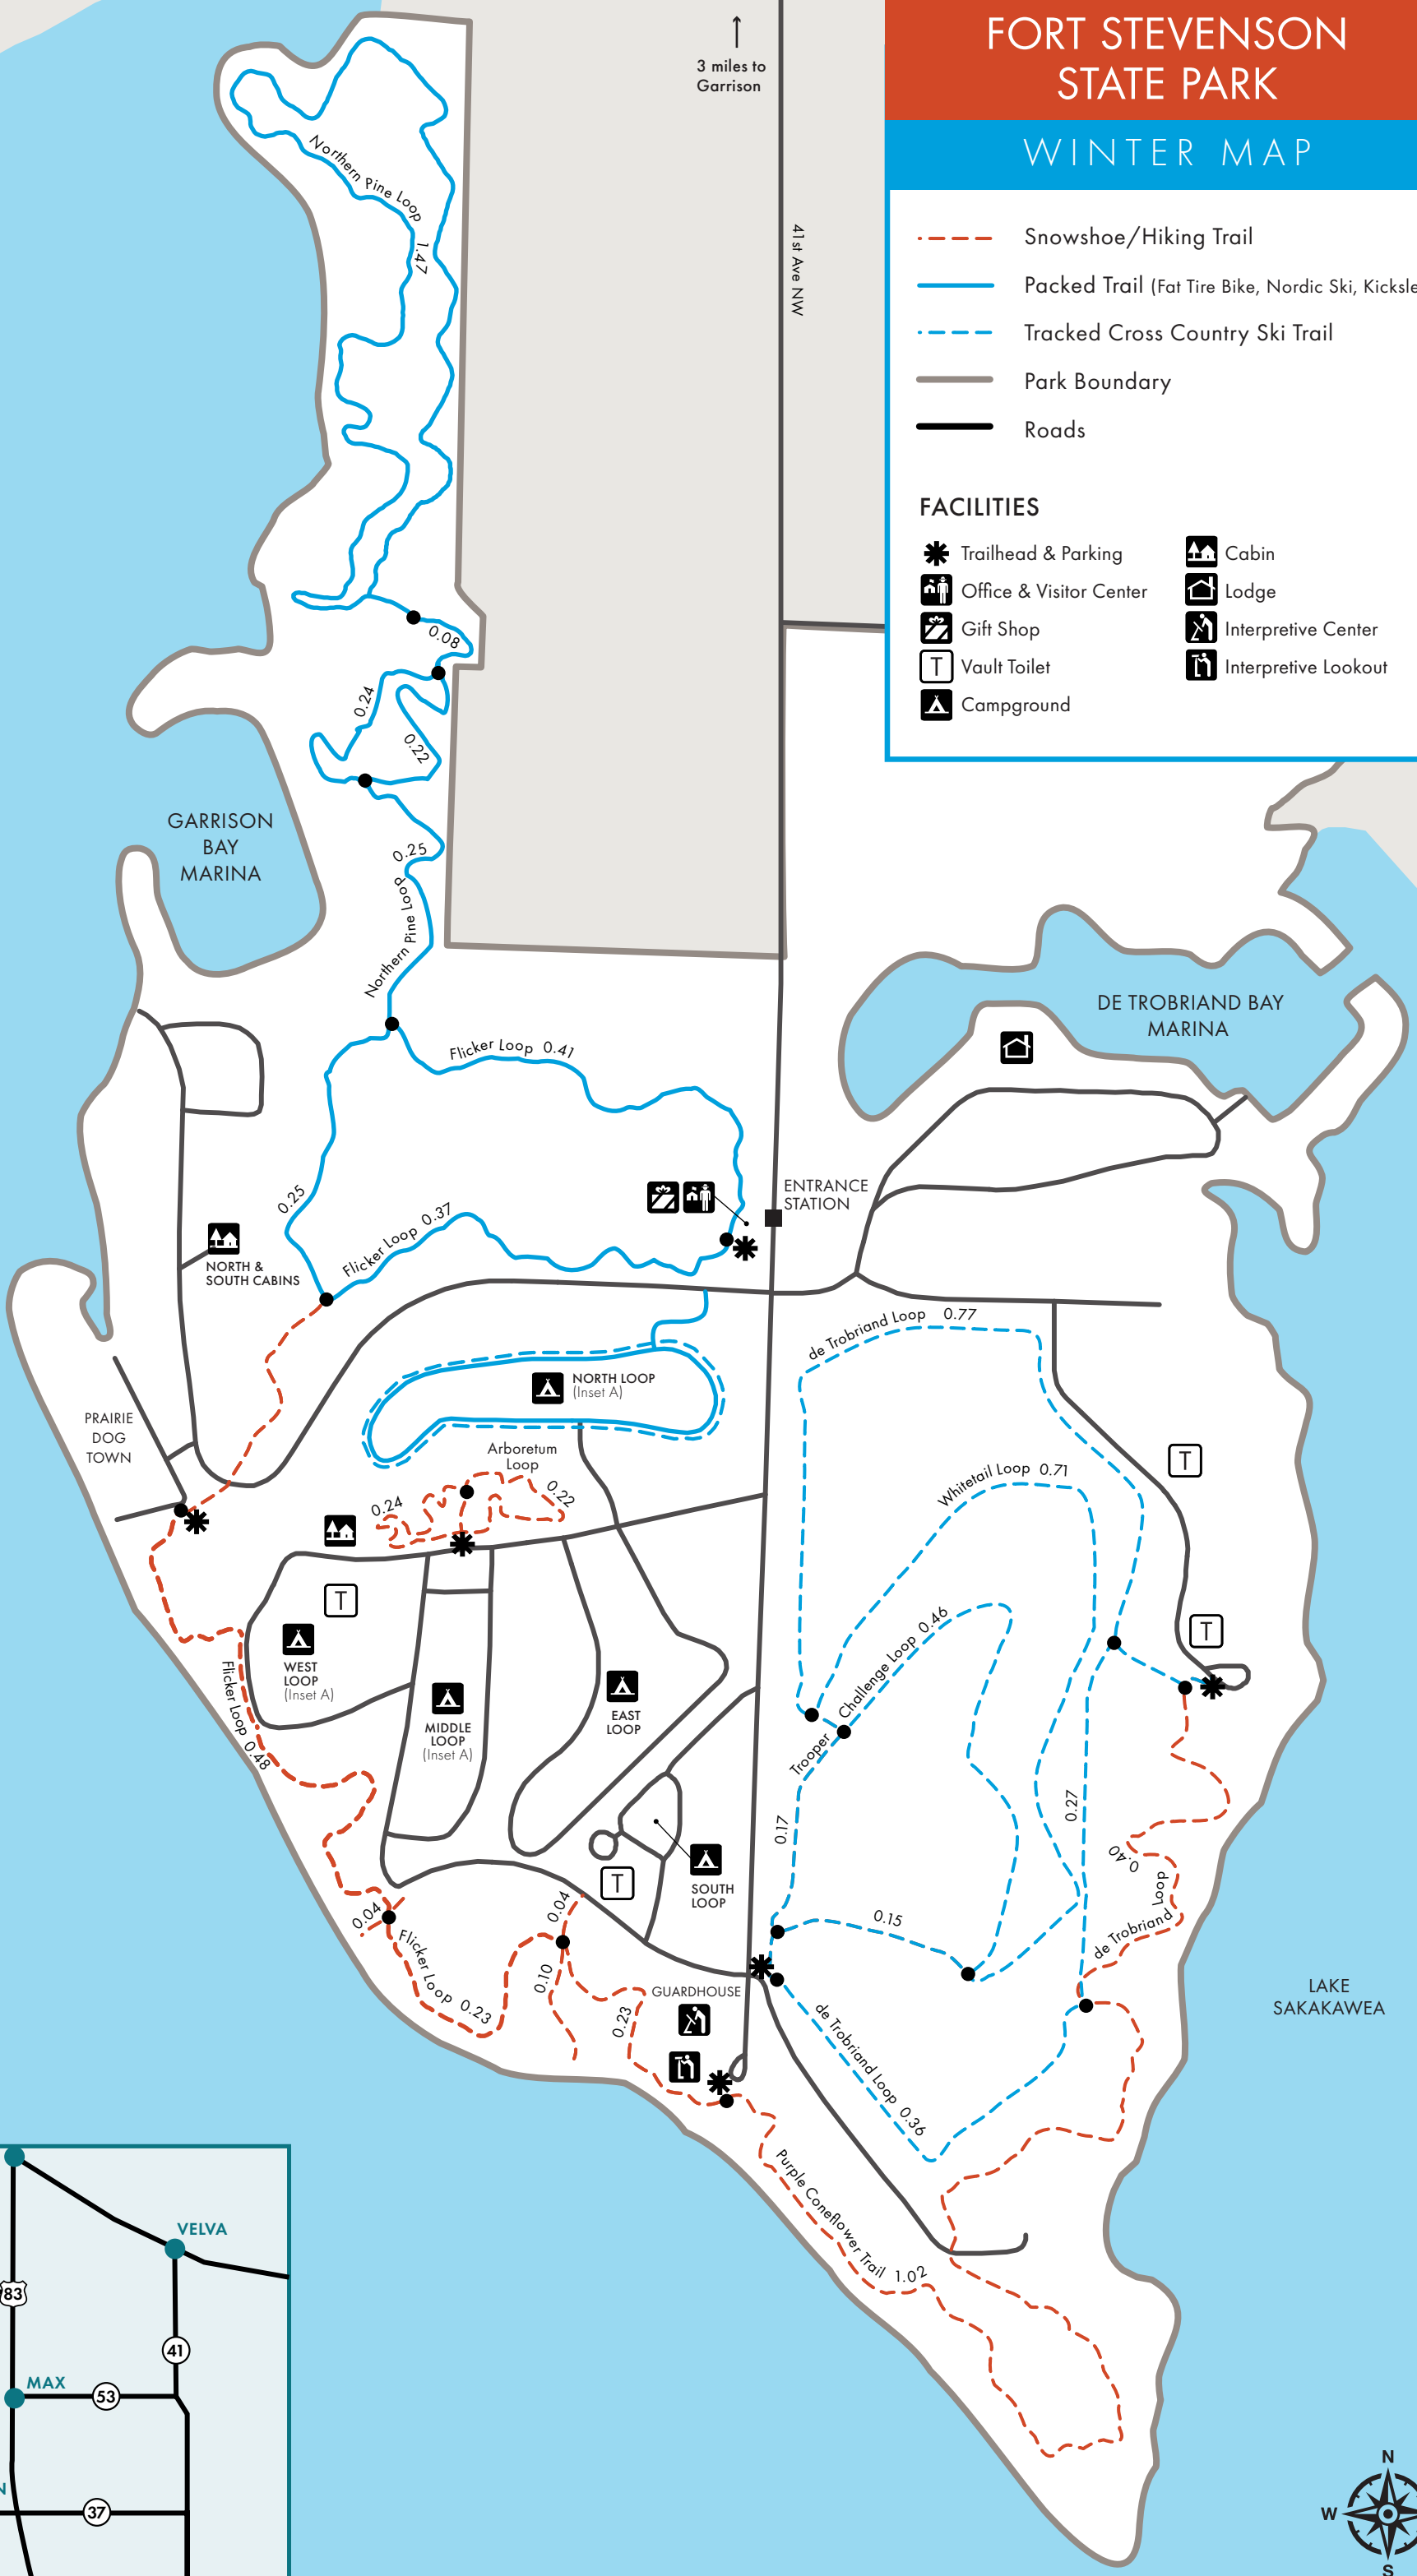 FORT STEVENSON
STATE PARK
WINTER MAP
3 miles to
Garrison
41st Ave NW
Snowshoe/Hiking Trail
Packed Trail (Fat Tire Bike, Nordic Ski, Kicksle
Tracked Cross Country Ski Trail
Park Boundary
Roads
FACILITIES
Trailhead & Parking
Office & Visitor Center
Gift Shop
T Vault Toilet
Campground
Cabin
Lodge
Interpretive Center
Interpretive Lookout
Northern Pine Loop 1.47
0.08
0.24
0.22
GARRISON
BAY
MARINA
0.25
Northern Pine Loop
DE TROBRIAND BAY
MARINA
Flicker Loop 0.41
ENTRANCE
STATION
0.25
Flicker Loop 0.37
NORTH &
SOUTH CABINS
de Trobriand Loop 0.77
NORTH LOOP
(Inset A)
PRAIRIE
DOG
TOWN
Arboretum
Loop
0.24
0.22
T
Whitetail Loop 0.71
T
T
WEST
LOOP
(Inset A)
Flicker Loop 0.48
MIDDLE
LOOP
(Inset A)
EAST
LOOP
Trooper Challenge Loop 0.46
0.17
0.27
0.40
de Trobriand Loop
T
SOUTH
LOOP
0.04
0.04
0.15
Flicker Loop 0.23
0.10
0.23
GUARDHOUSE
de Trobriand Loop 0.36
LAKE
SAKAKAWEA
Purple Coneflower Trail 1.02
VELVA
83
41
MAX
53
N
37
N
W
S